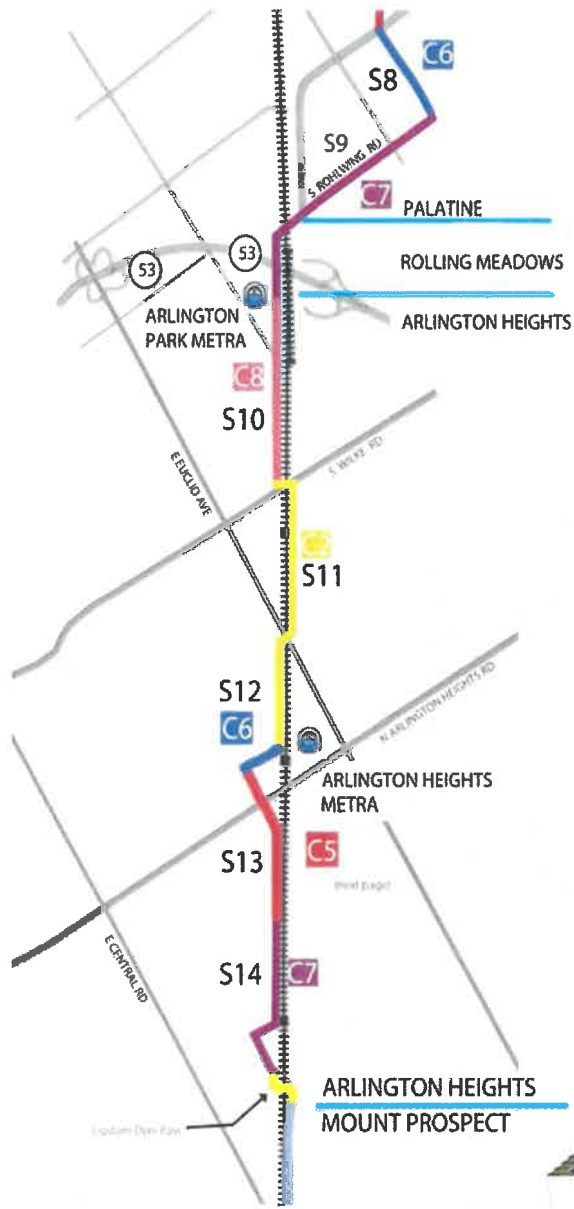 C6
S8
S9
S ROHLWING RD
C7
PALATINE
ROLLING MEADOWS
ARLINGTON HEIGHTS
53
53
ARLINGTON
PARK METRA
C8
S10
S WILKE RD
E EUCLID AVE
C2
S11
S12
C6
N ARLINGTON HEIGHTS RD
ARLINGTON HEIGHTS
METRA
C5
S13
(next page)
E CENTRAL RD
S14
C7
ARLINGTON HEIGHTS
MOUNT PROSPECT